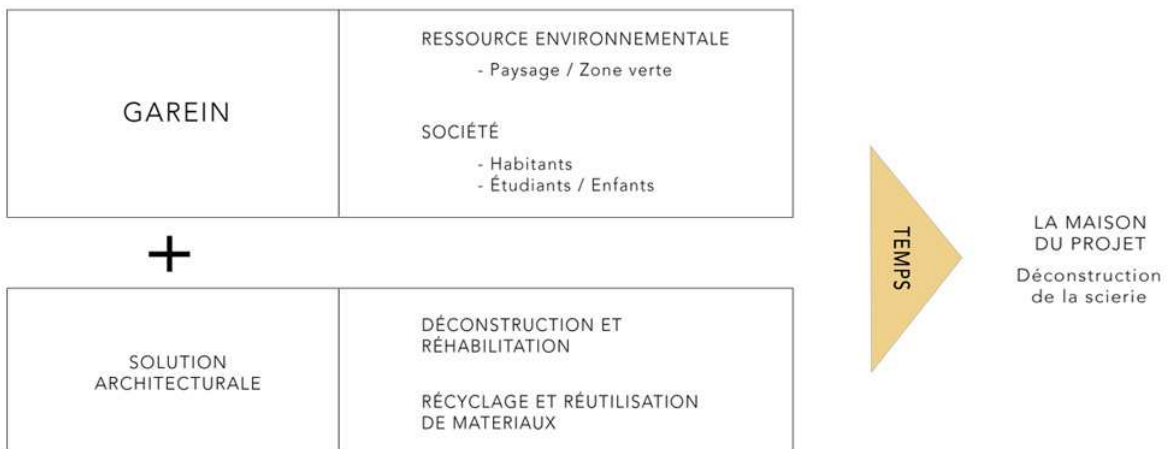 GAREIN
RESSOURCE ENVIRONNEMENTALE
- Paysage / Zone verte
SOCIÉTÉ
- Habitants
- Étudiants / Enfants
+
SOLUTION
ARCHITECTURALE
DÉCONSTRUCTION ET
RÉHABILITATION
RÉCYCLAGE ET RÉUTILISATION
DE MATERIAUX
TEMPS
LA MAISON
DU PROJET
Déconstruction
de la scierie